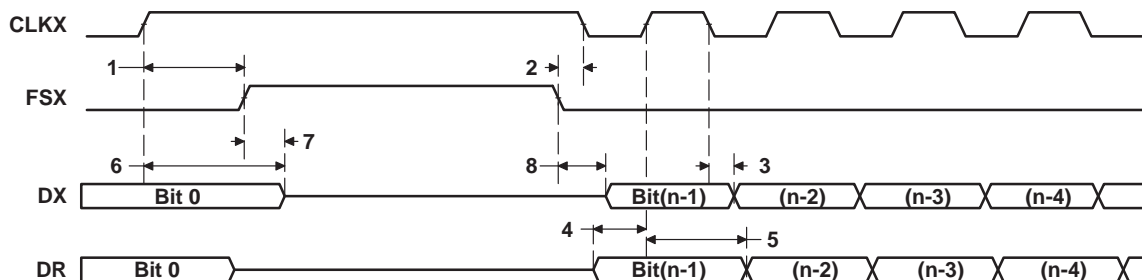 CLKX
1 2
FSX
7
6 8 3
DX Bit 0 Bit(n-1) (n-2) (n-3) (n-4)
4 5
DR Bit 0 Bit(n-1) (n-2) (n-3) (n-4)